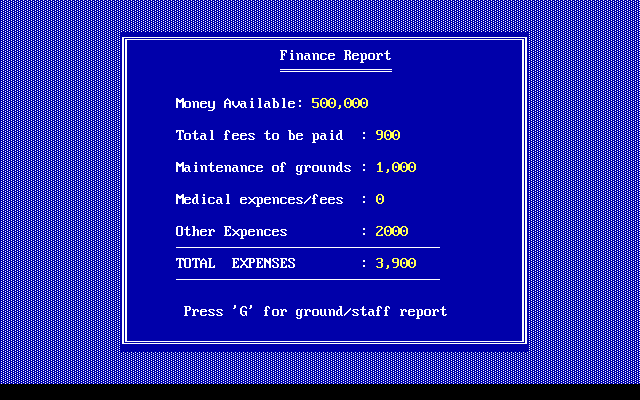 Finance Report
Money Available: 500,000
Total fees to be paid : 900
Maintenance of grounds : 1,000
Medical expences/fees : 0
Other Expences : 2000
TOTAL EXPENSES : 3,900
Press 'G' for ground/staff report